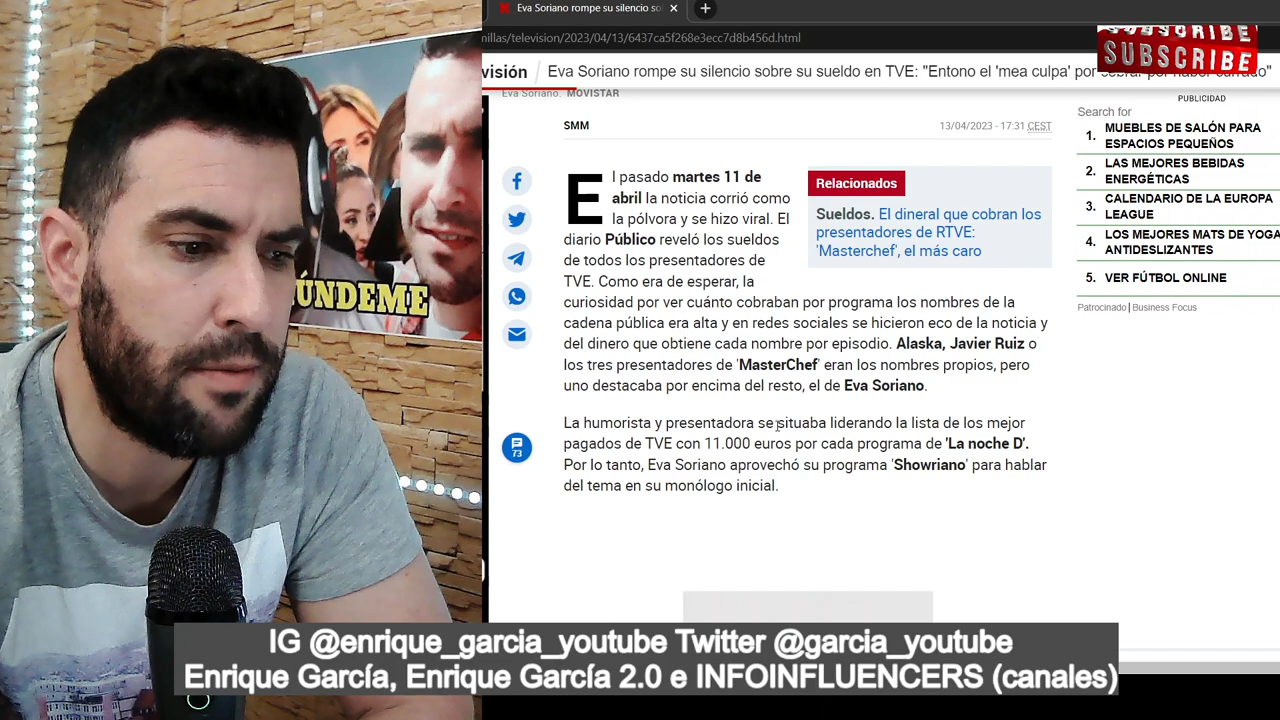 Eva Soriano rompe su silencio so
nillas/television/2023/04/13/6437ca5f268e3ecc7d8b456d.html
SUBSCRIBE
SUBSCRIBE
visión / Eva Soriano rompe su silencio sobre su sueldo en TVE: "Entono el 'mea culpa' por cobrar por haber currado"
Eva Soriano. MOVISTAR
SMM
13/04/2023 - 17:31 CEST
El pasado martes 11 de
abril la noticia corrió como
la pólvora y se hizo viral. El
diario Público reveló los sueldos
de todos los presentadores de
TVE. Como era de esperar, la
curiosidad por ver cuánto cobraban por programa los nombres de la
cadena pública era alta y en redes sociales se hicieron eco de la noticia y
del dinero que obtiene cada nombre por episodio. Alaska, Javier Ruiz o
los tres presentadores de 'MasterChef' eran los nombres propios, pero
uno destacaba por encima del resto, el de Eva Soriano.
Relacionados
Sueldos. El dineral que cobran los
presentadores de RTVE:
'Masterchef', el más caro
La humorista y presentadora se situaba liderando la lista de los mejor
pagados de TVE con 11.000 euros por cada programa de 'La noche D'.
Por lo tanto, Eva Soriano aprovechó su programa 'Showriano' para hablar
del tema en su monólogo inicial.
73
PUBLICIDAD
Search for
1. MUEBLES DE SALÓN PARA
ESPACIOS PEQUEÑOS
2. LAS MEJORES BEBIDAS
ENERGÉTICAS
3. CALENDARIO DE LA EUROPA
LEAGUE
4. LOS MEJORES MATS DE YOGA
ANTIDESLIZANTES
5. VER FÚTBOL ONLINE
Patrocinado | Business Focus
ÚNDEME
IG @enrique_garcia_youtube Twitter @garcia_youtube
Enrique García, Enrique García 2.0 e INFOINFLUENCERS (canales)